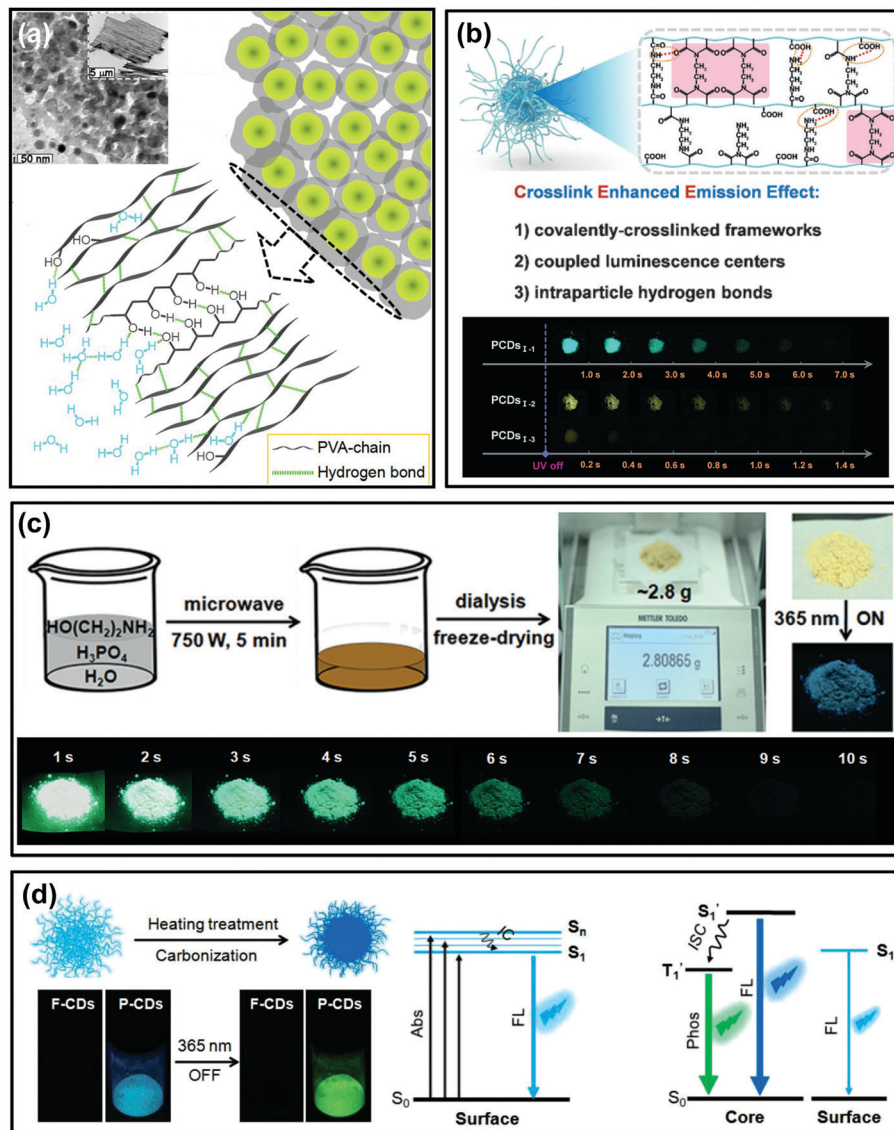 (a)
5 μm
50 nm
HO
HO
PVA-chain
Hydrogen bond
(b)
Crosslink Enhanced Emission Effect:
1) covalently-crosslinked frameworks
2) coupled luminescence centers
3) intraparticle hydrogen bonds
PCDs I-1
1.0 s 2.0 s 3.0 s 4.0 s 5.0 s 6.0 s 7.0 s
PCDs I-2
PCDs I-3
UV off
0.2 s 0.4 s 0.6 s 0.8 s 1.0 s 1.2 s 1.4 s
(c)
HO(CH₂)₂NH₂
H₃PO₄
H₂O
microwave
750 W, 5 min
dialysis
freeze-drying
~2.8 g
METTLER TOLEDO
2.80865 g
365 nm ON
1 s 2 s 3 s 4 s 5 s 6 s 7 s 8 s 9 s 10 s
(d)
Heating treatment
Carbonization
F-CDs P-CDs
365 nm
OFF
F-CDs P-CDs
Sn
IC
S₁
Abs
FL
S₀
Surface
S₁'
ISC
T₁'
Phos
FL
S₀
Core
S₁
FL
Surface